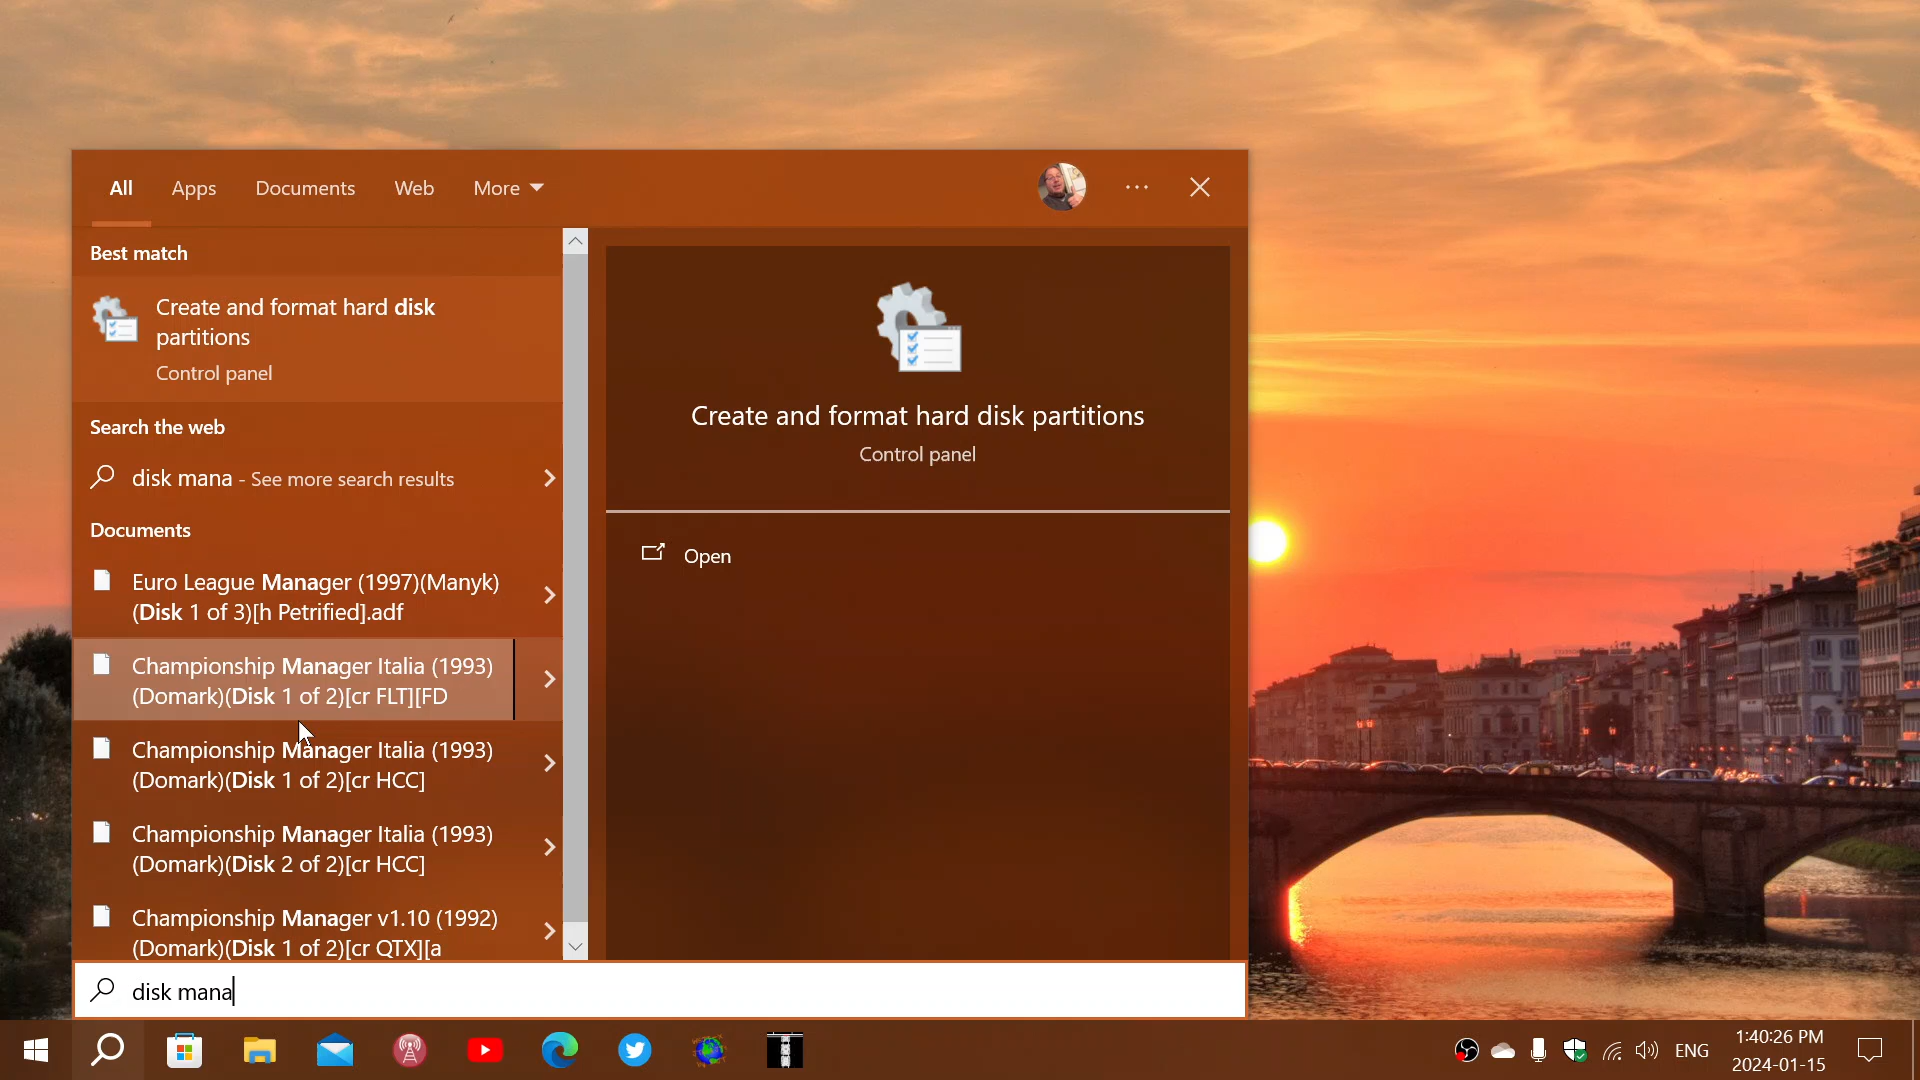 All Apps Documents Web More
Best match
Create and format hard disk
partitions
Control panel
Search the web
disk mana - See more search results
Documents
Euro League Manager (1997)(Manyk)
(Disk 1 of 3)[h Petrified].adf
Championship Manager Italia (1993)
(Domark)(Disk 1 of 2)[cr FLT][FD
Championship Manager Italia (1993)
(Domark)(Disk 1 of 2)[cr HCC]
Championship Manager Italia (1993)
(Domark)(Disk 2 of 2)[cr HCC]
Championship Manager v1.10 (1992)
(Domark)(Disk 1 of 2)[cr QTX][a
Create and format hard disk partitions
Control panel
Open
disk mana
ENG
1:40:26 PM
2024-01-15